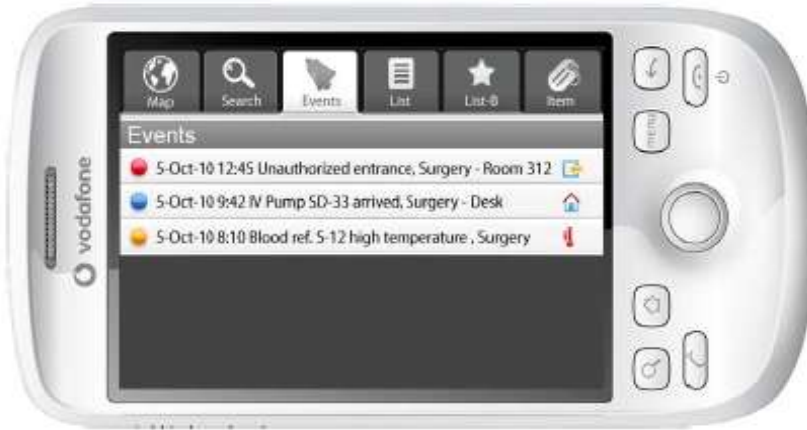 Map Search Events List List-B Item
Events
5-Oct-10 12:45 Unauthorized entrance, Surgery - Room 312
5-Oct-10 9:42 IV Pump SD-33 arrived, Surgery - Desk
5-Oct-10 8:10 Blood ref. S-12 high temperature , Surgery
vodafone
menu